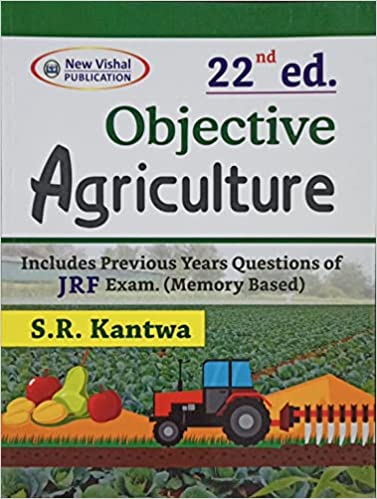 New Vishal
PUBLICATION
22nd ed.
Objective
Agriculture
Includes Previous Years Questions of
JRF Exam. (Memory Based)
S.R. Kantwa